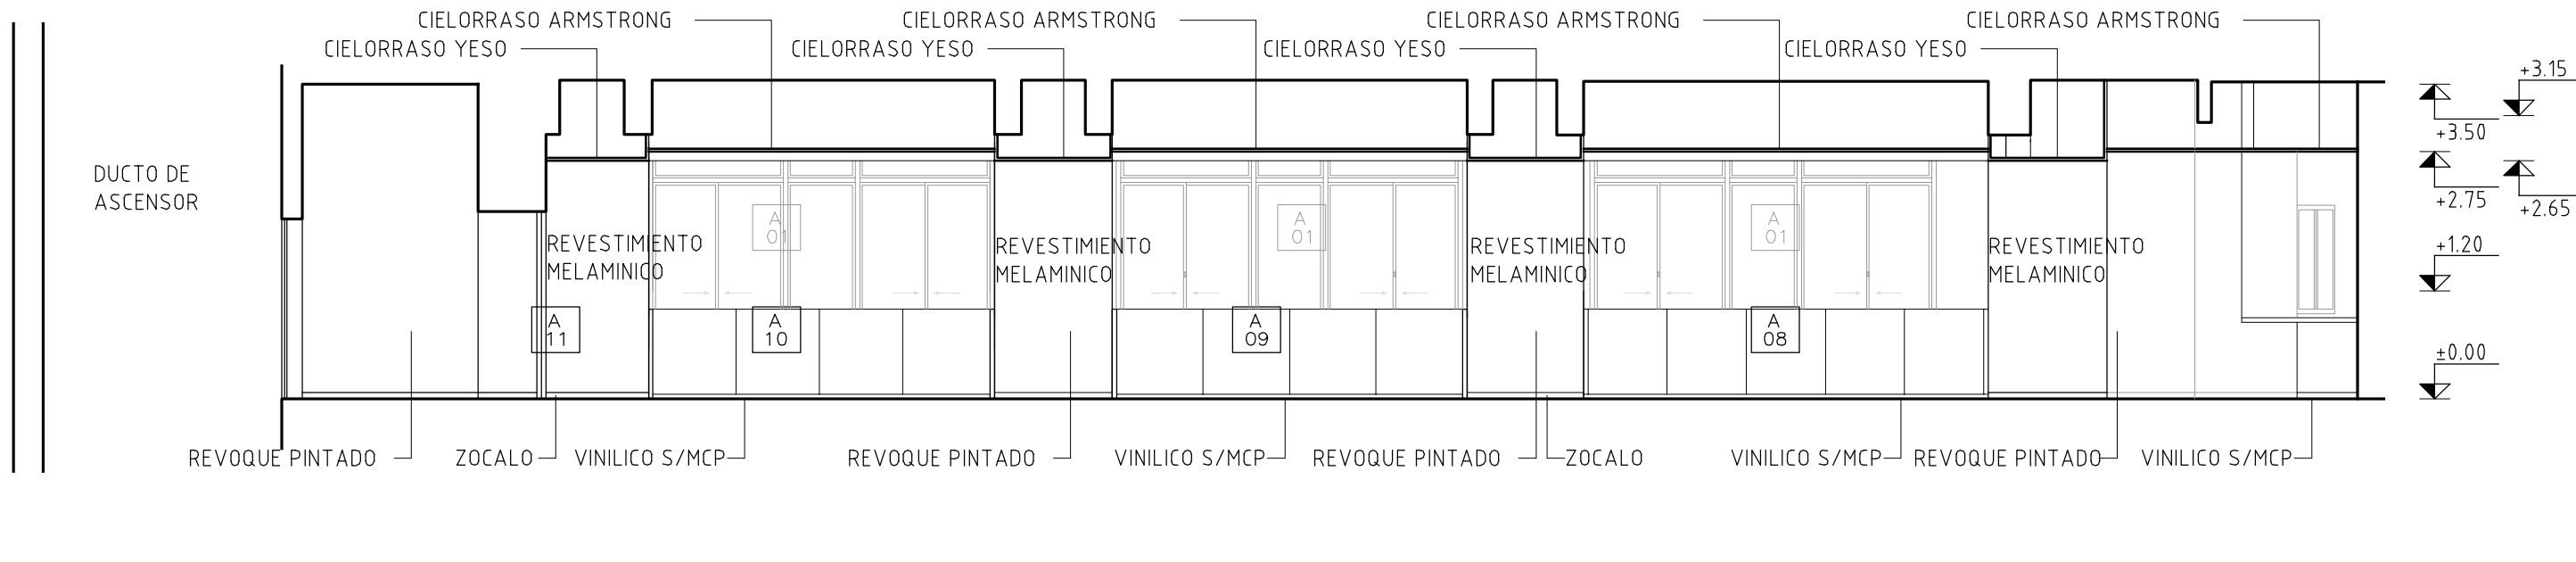 CIELORRASO ARMSTRONG
CIELORRASO ARMSTRONG
CIELORRASO ARMSTRONG
CIELORRASO ARMSTRONG
CIELORRASO YESO
CIELORRASO YESO
CIELORRASO YESO
CIELORRASO YESO
+3.15
+3.50
DUCTO DE
ASCENSOR
+2.75
+2.65
A
01
A
01
A
01
REVESTIMIENTO
MELAMINICO
REVESTIMIENTO
MELAMINICO
REVESTIMIENTO
MELAMINICO
REVESTIMIENTO
MELAMINICO
+1.20
A
11
A
10
A
09
A
08
±0.00
REVOQUE PINTADO
ZOCALO
VINILICO S/MCP
REVOQUE PINTADO
VINILICO S/MCP
REVOQUE PINTADO
ZOCALO
VINILICO S/MCP
REVOQUE PINTADO
VINILICO S/MCP